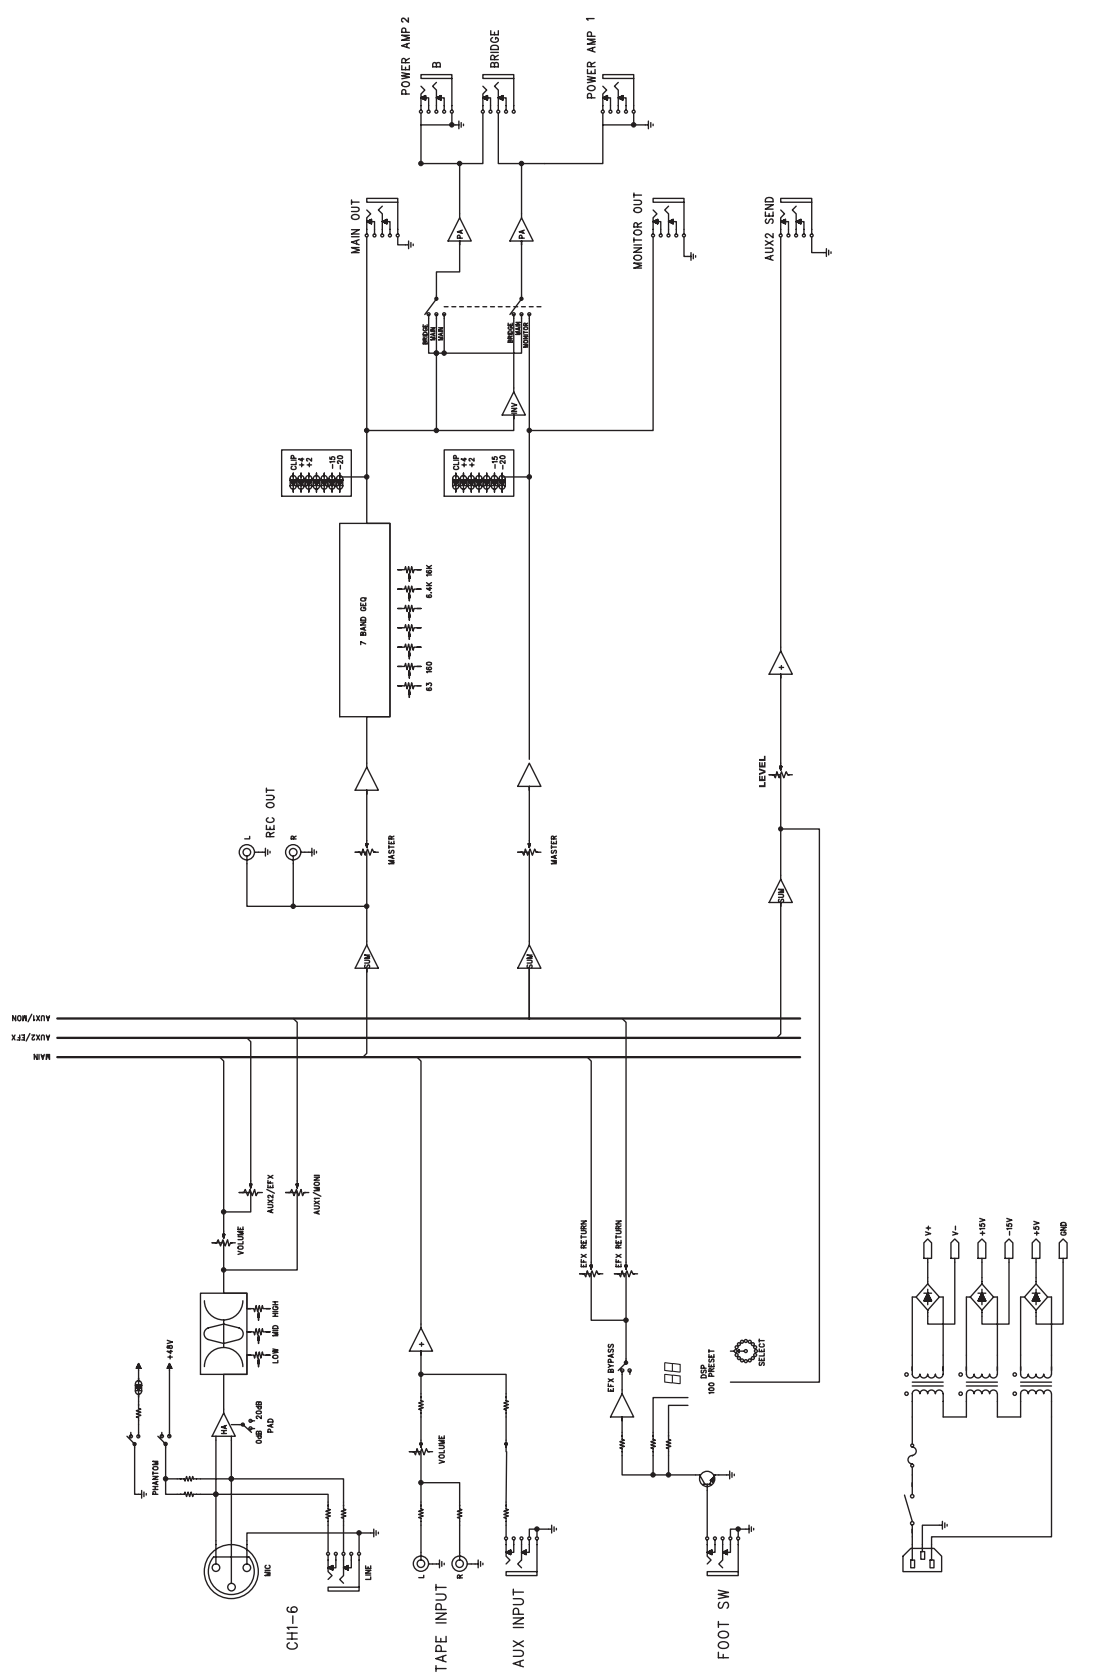 POWER AMP 2
B
BRIDGE
POWER AMP 1
MAIN OUT
MONITOR OUT
AUX2 SEND
PA
PA
BRIDGE
MAIN
MAIN
BRIDGE
MAIN
MONITOR
INV
CLIP
+4
+2
-15
-20
CLIP
+4
+2
-15
-20
7 BAND GEQ
63
160
6.4K
16K
+
LEVEL
REC OUT
L
R
MASTER
MASTER
SUM
SUM
SUM
AUX1/MON
AUX2/EFX
MAIN
AUX2/EFX
AUX1/MONI
VOLUME
LOW
MID
HIGH
+48V
PHANTOM
HA
0dB
20dB
PAD
MIC
LINE
CH1-6
+
VOLUME
L
R
TAPE INPUT
AUX INPUT
EFX RETURN
EFX RETURN
EFX BYPASS
DSP
100 PRESET
SELECT
FOOT SW
V+
V-
+15V
-15V
+5V
GND